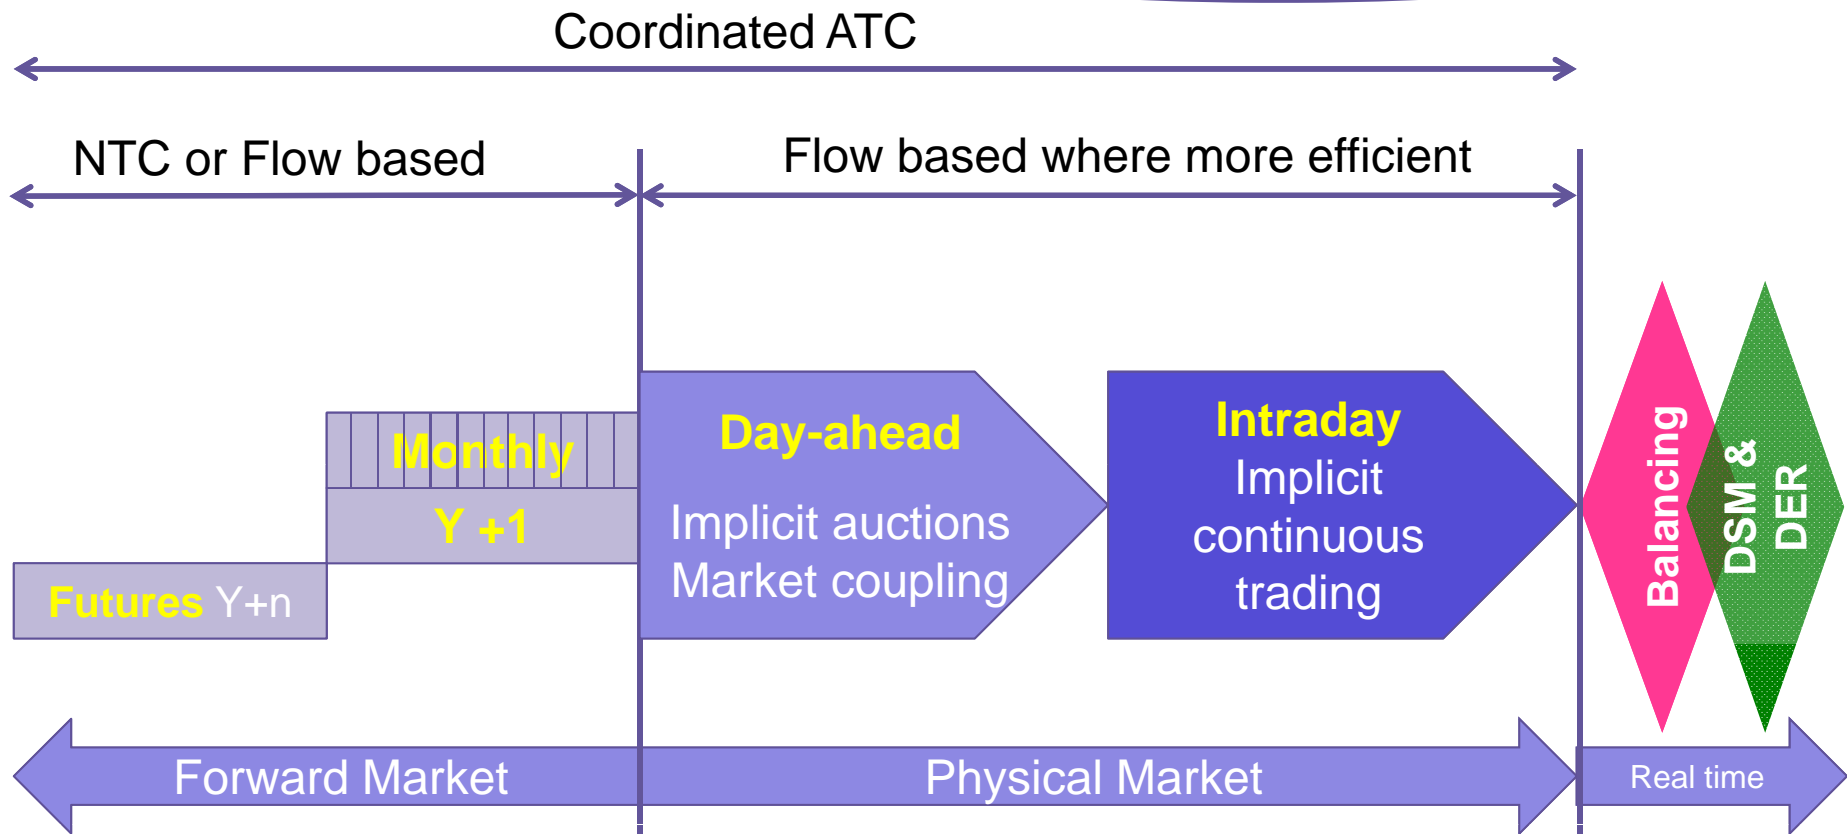 Coordinated ATC
NTC or Flow based
Flow based where more efficient
Monthly
Y +1
Futures Y+n
Day-ahead
Implicit auctions
Market coupling
Intraday
Implicit
continuous
trading
Balancing
DSM &
DER
Forward Market
Physical Market
Real time